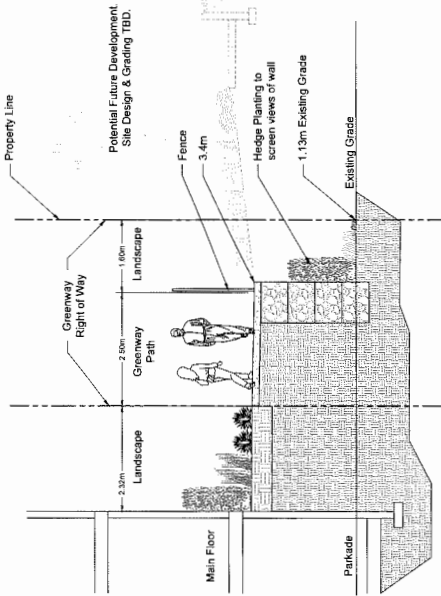 Property Line
Potential Future Development.
Site Design & Grading TBD.
Greenway
Right of Way
2.32m
2.50m
1.60m
Landscape
Greenway
Path
Landscape
Fence
3.4m
Hedge Planting to
screen views of wall
1.13m Existing Grade
Existing Grade
Main Floor
Parkade